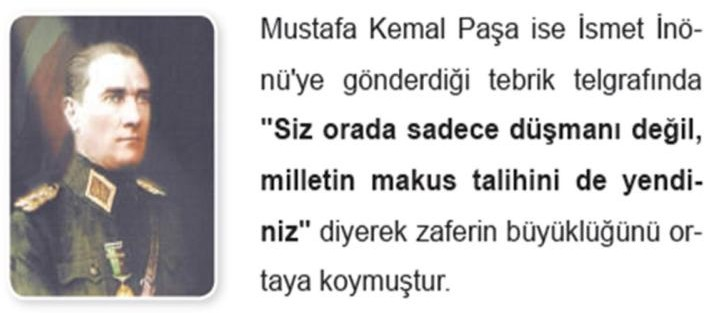 Mustafa Kemal Paşa ise İsmet İnö-
nü'ye gönderdiği tebrik telgrafında
"Siz orada sadece düşmanı değil,
milletin makus talihini de yendi-
niz" diyerek zaferin büyüklüğünü or-
taya koymuştur.